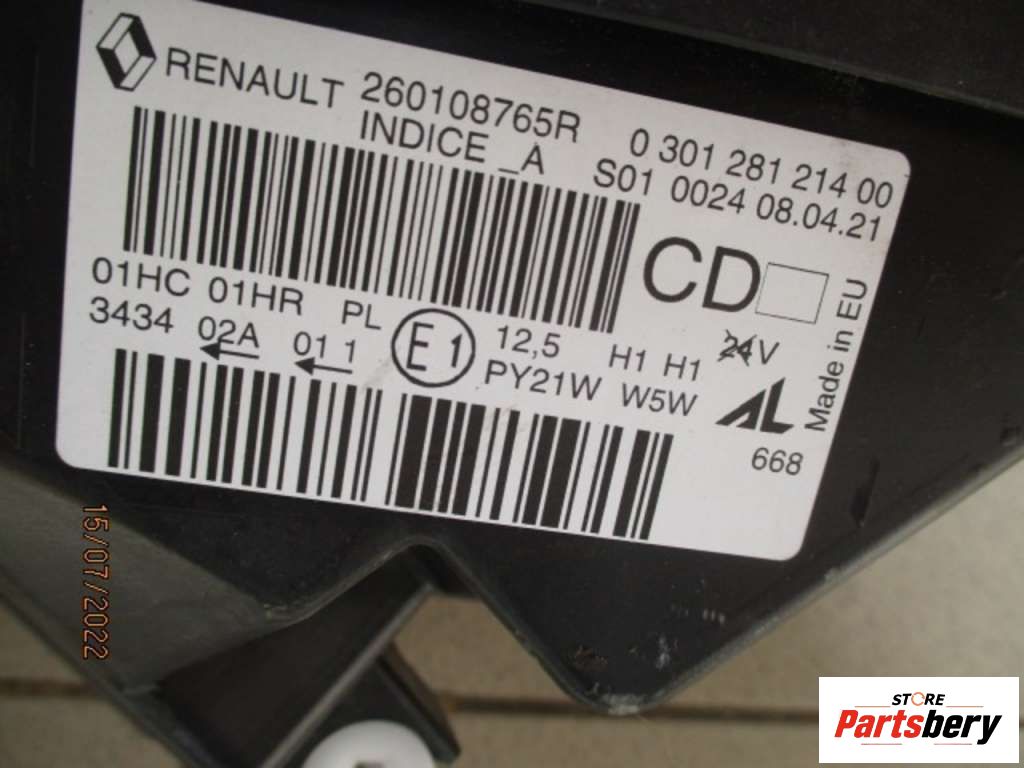 RENAULT 260108765R 0 301 281 214 00
INDICE _A S01 0024 08.04.21
CD
01HC 01HR PL E1 12,5 H1 H1 24V
3434 02A 01 1 PY21W W5W AL
668
Made in EU
15/07/2022
STORE
Partsbery